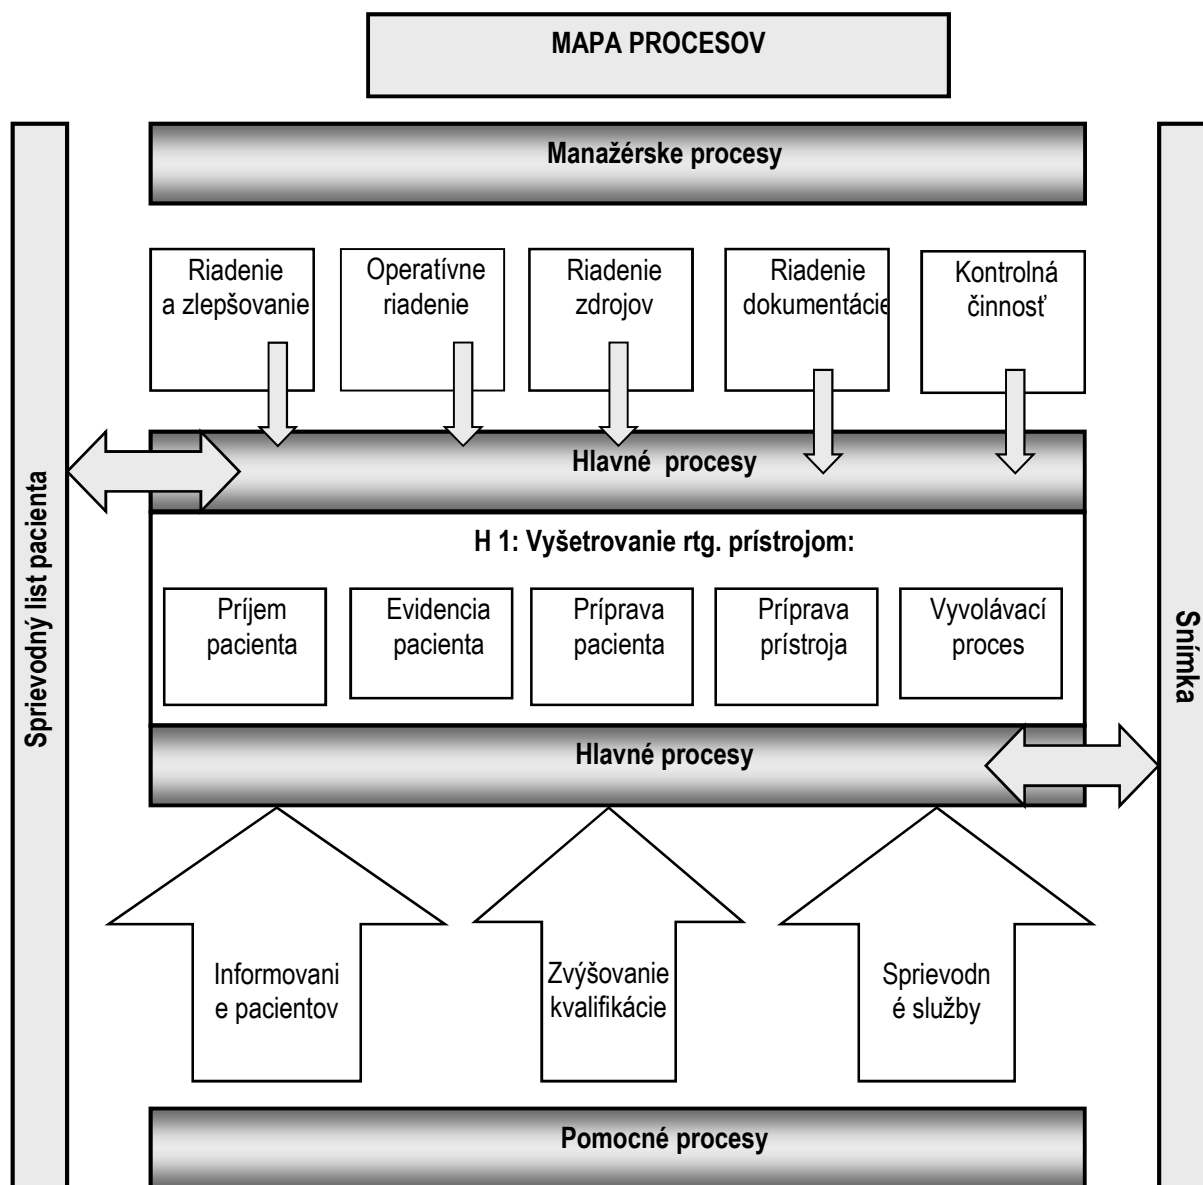 MAPA PROCESOV
Manažérske procesy
Riadenie
a zlepšovanie
Operatívne
riadenie
Riadenie
zdrojov
Riadenie
dokumentácie
Kontrolná
činnosť
Sprievodný list pacienta
Hlavné  procesy
H 1: Vyšetrovanie rtg. prístrojom:
Príjem
pacienta
Evidencia
pacienta
Príprava
pacienta
Príprava
prístroja
Vyvolávací
proces
Snímka
Hlavné procesy
Informovani
e pacientov
Zvýšovanie
kvalifikácie
Sprievodn
é služby
Pomocné procesy